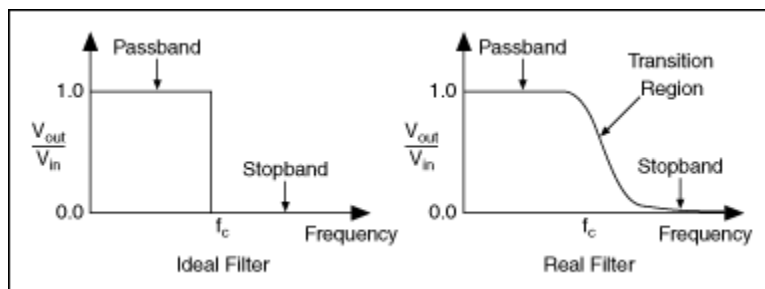 Passband
1.0
Vout
Vin
Stopband
0.0
fc
Frequency
Ideal Filter
Passband
Transition
Region
1.0
Vout
Vin
Stopband
0.0
fc
Frequency
Real Filter